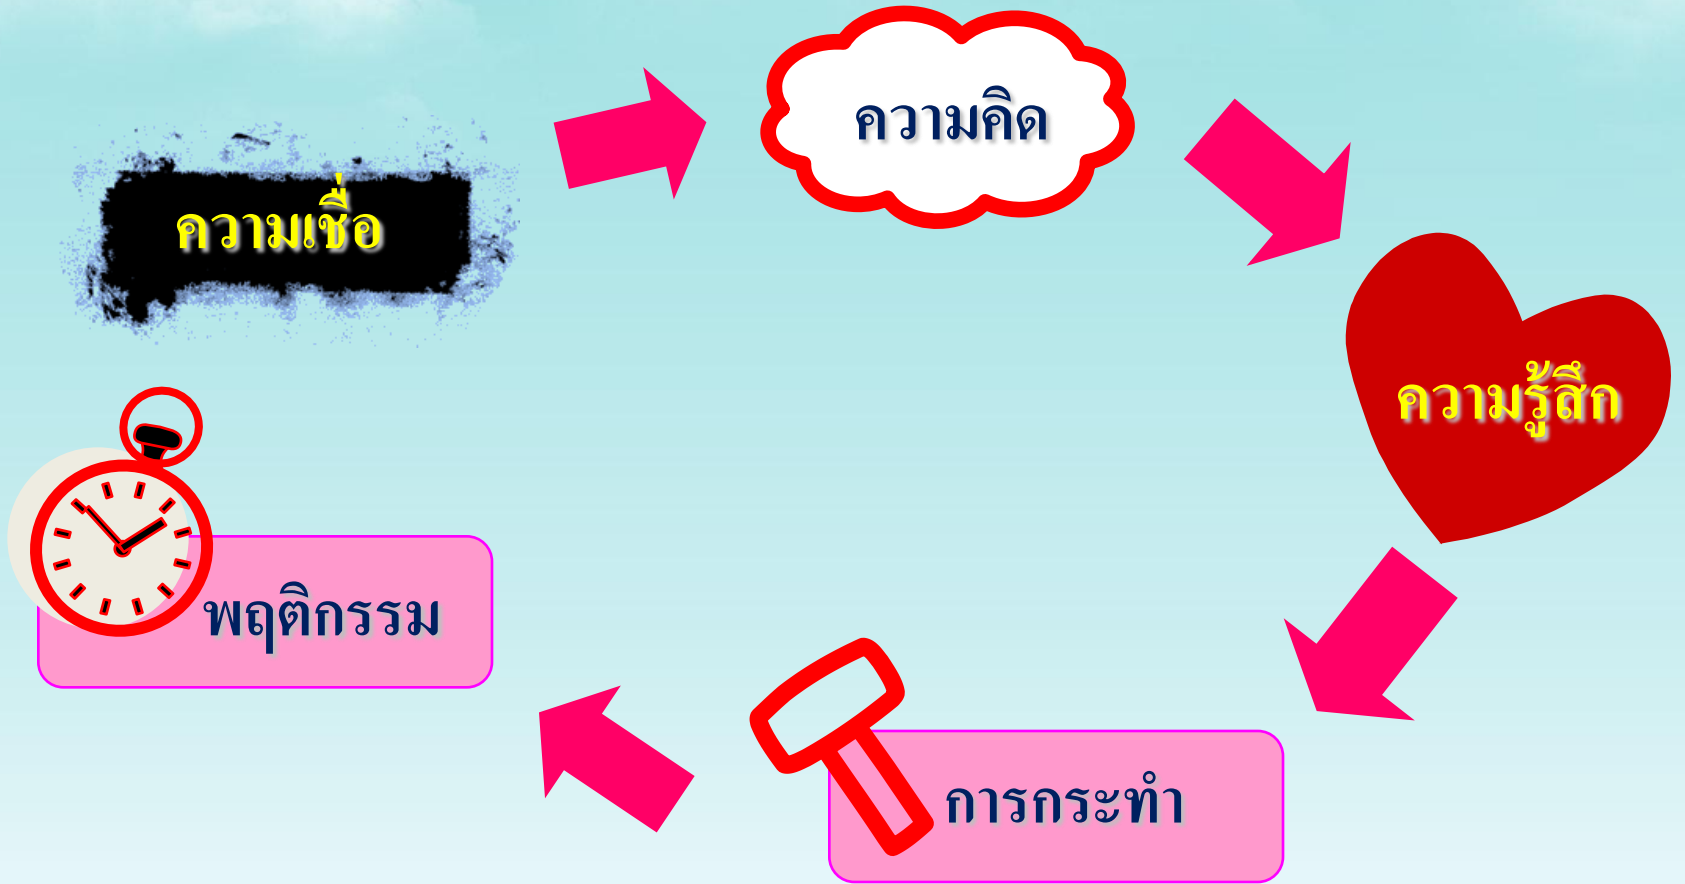 ความเชื่อ
ความคิด
ความรู้สึก
การกระทำ
พฤติกรรม